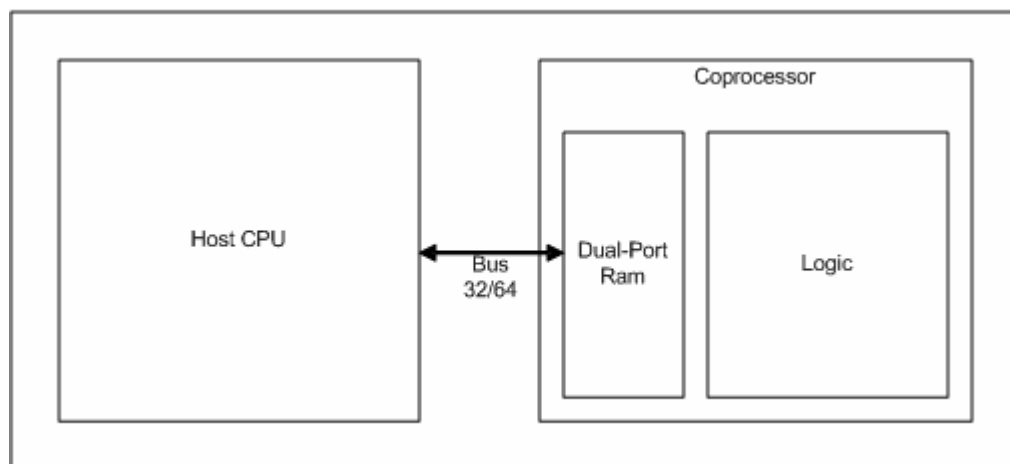 Coprocessor
Host CPU
Bus
32/64
Dual-Port
Ram
Logic